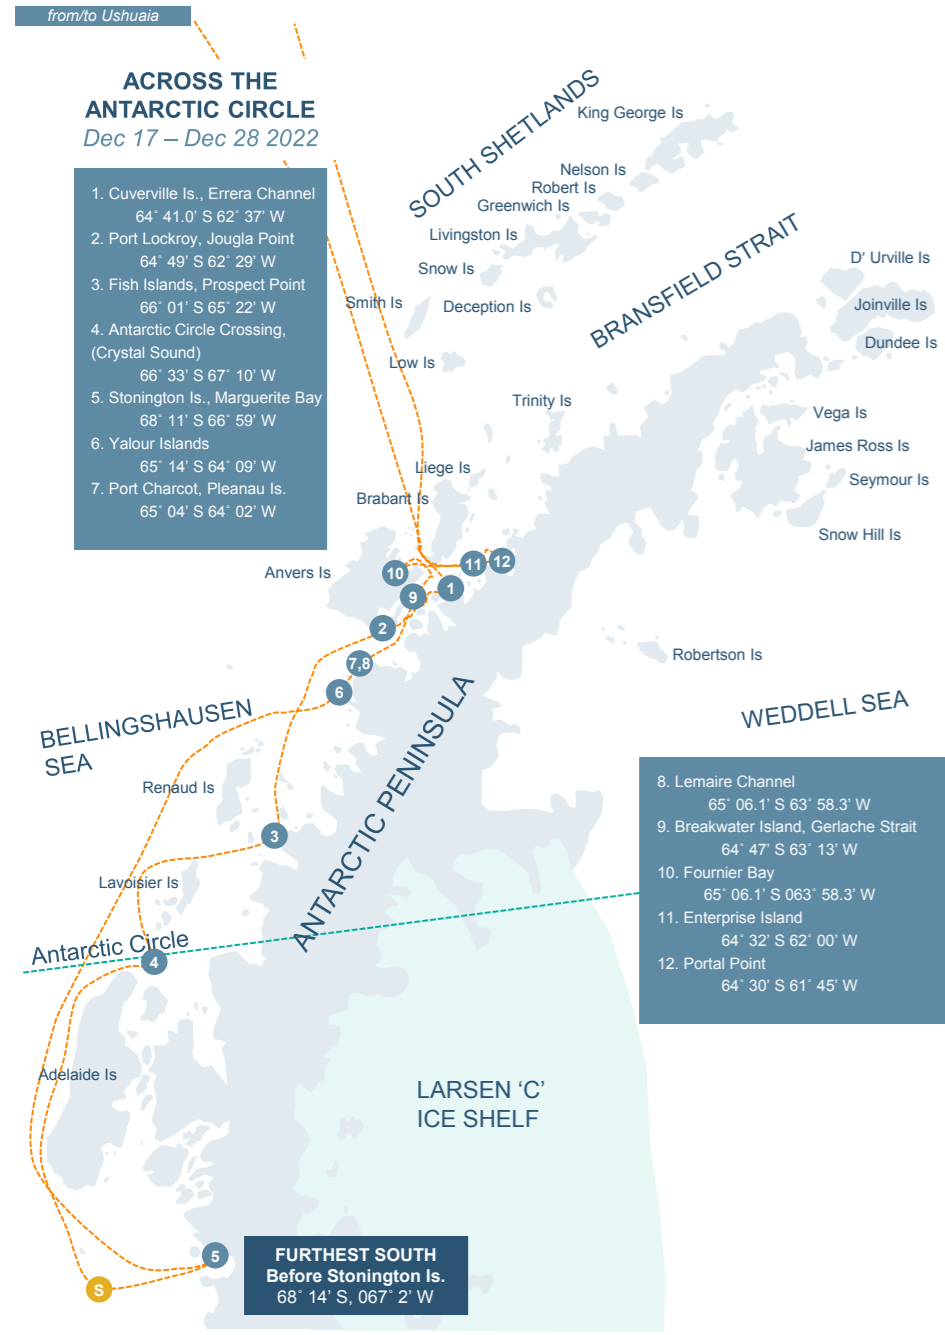 from/to Ushuaia
ACROSS THE
ANTARCTIC CIRCLE
Dec 17 – Dec 28 2022
1. Cuverville Is., Errera Channel
64˚ 41.0’ S 62˚ 37’ W
2. Port Lockroy, Jougla Point
64˚ 49’ S 62˚ 29’ W
3. Fish Islands, Prospect Point
66˚ 01’ S 65˚ 22’ W
4. Antarctic Circle Crossing,
(Crystal Sound)
66˚ 33’ S 67˚ 10’ W
5. Stonington Is., Marguerite Bay
68˚ 11’ S 66˚ 59’ W
6. Yalour Islands
65˚ 14’ S 64˚ 09’ W
7. Port Charcot, Pleanau Is.
65˚ 04’ S 64˚ 02’ W
SOUTH SHETLANDS
King George Is
Nelson Is
Robert Is
Greenwich Is
Livingston Is
Snow Is
Smith Is
Deception Is
Low Is
BRANSFIELD STRAIT
D’ Urville Is
Joinville Is
Dundee Is
Trinity Is
Vega Is
James Ross Is
Seymour Is
Snow Hill Is
Liege Is
Brabant Is
Anvers Is
10
11
12
1
9
2
7,8
6
Robertson Is
WEDDELL SEA
BELLINGSHAUSEN
SEA
ANTARCTIC PENINSULA
Renaud Is
3
Lavoisier Is
Antarctic Circle
4
8. Lemaire Channel
65˚ 06.1’ S 63˚ 58.3’ W
9. Breakwater Island, Gerlache Strait
64˚ 47’ S 63˚ 13’ W
10. Fournier Bay
65˚ 06.1’ S 063˚ 58.3’ W
11. Enterprise Island
64˚ 32’ S 62˚ 00’ W
12. Portal Point
64˚ 30’ S 61˚ 45’ W
Adelaide Is
LARSEN ‘C’
ICE SHELF
5
S
FURTHEST SOUTH
Before Stonington Is.
68˚ 14’ S, 067˚ 2’ W